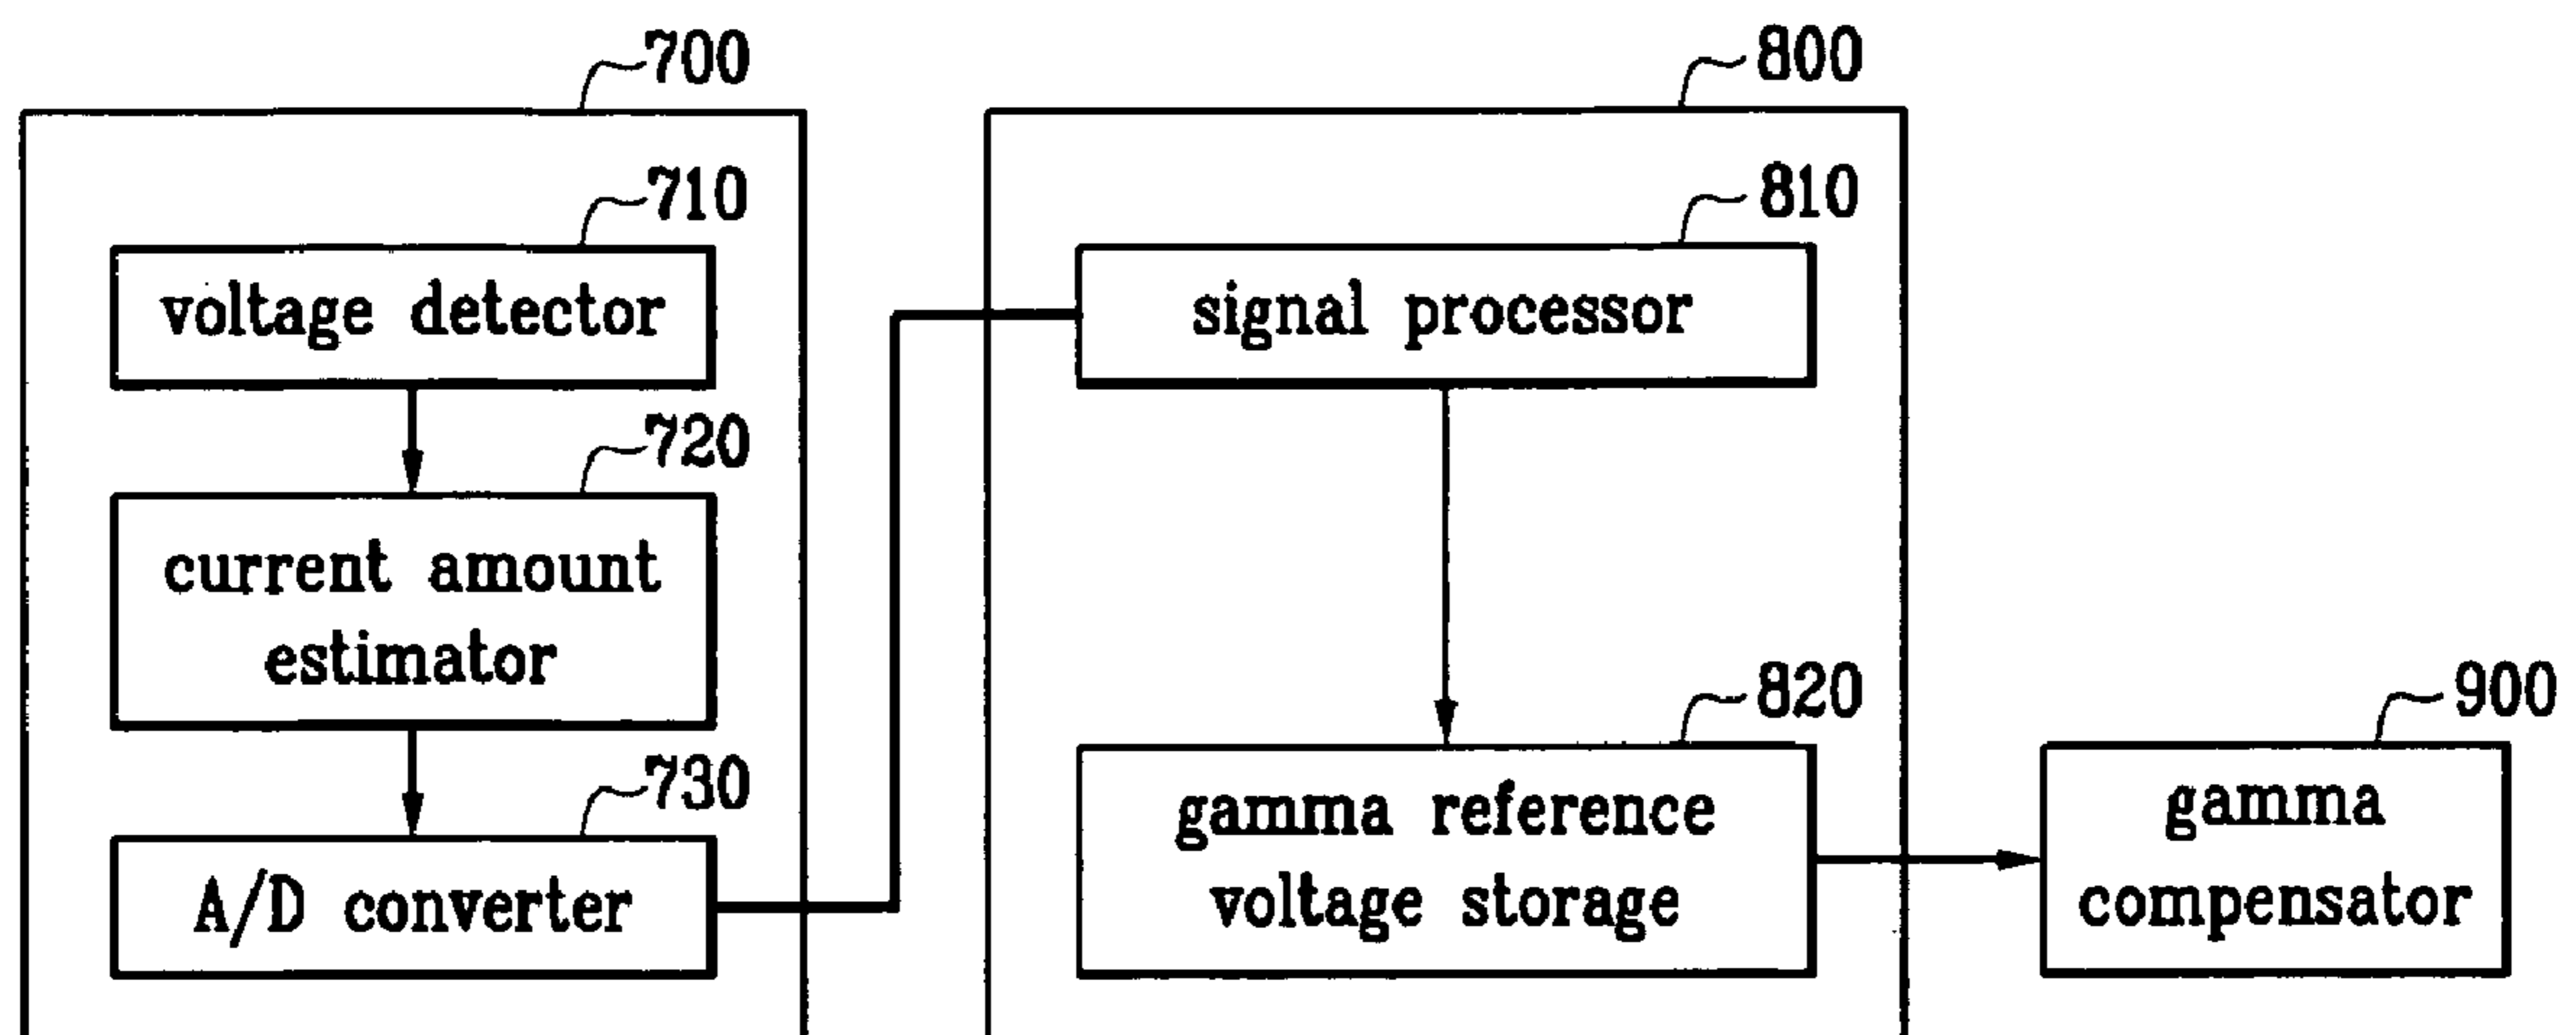 700
710
voltage detector
720
current amount
estimator
730
A/D converter
800
810
signal processor
820
gamma reference
voltage storage
900
gamma
compensator